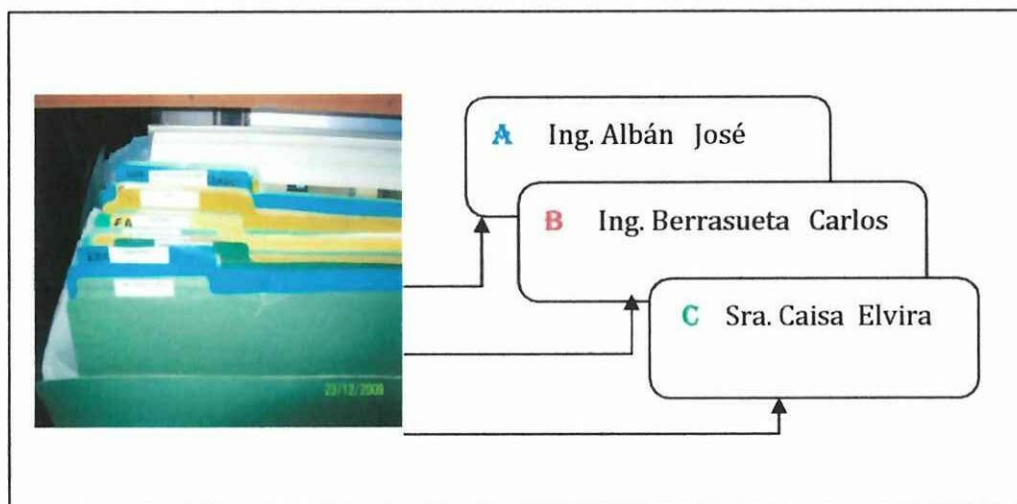 A Ing. Albán José
B Ing. Berrasueta Carlos
C Sra. Caisa Elvira
23/12/2009